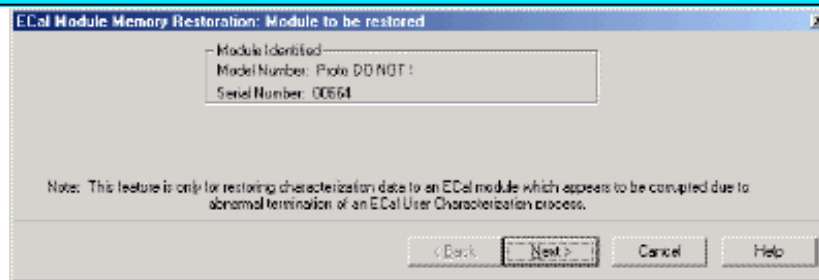 ECal Module Memory Restoration: Module to be restored
Module Identified
Model Number: Proto DO NOT !
Serial Number: 00564
Note: This feature is only for restoring characterization data to an ECal module which appears to be corrupted due to
abnormal termination of an ECal User Characterization process.
< Back Next > Cancel Help